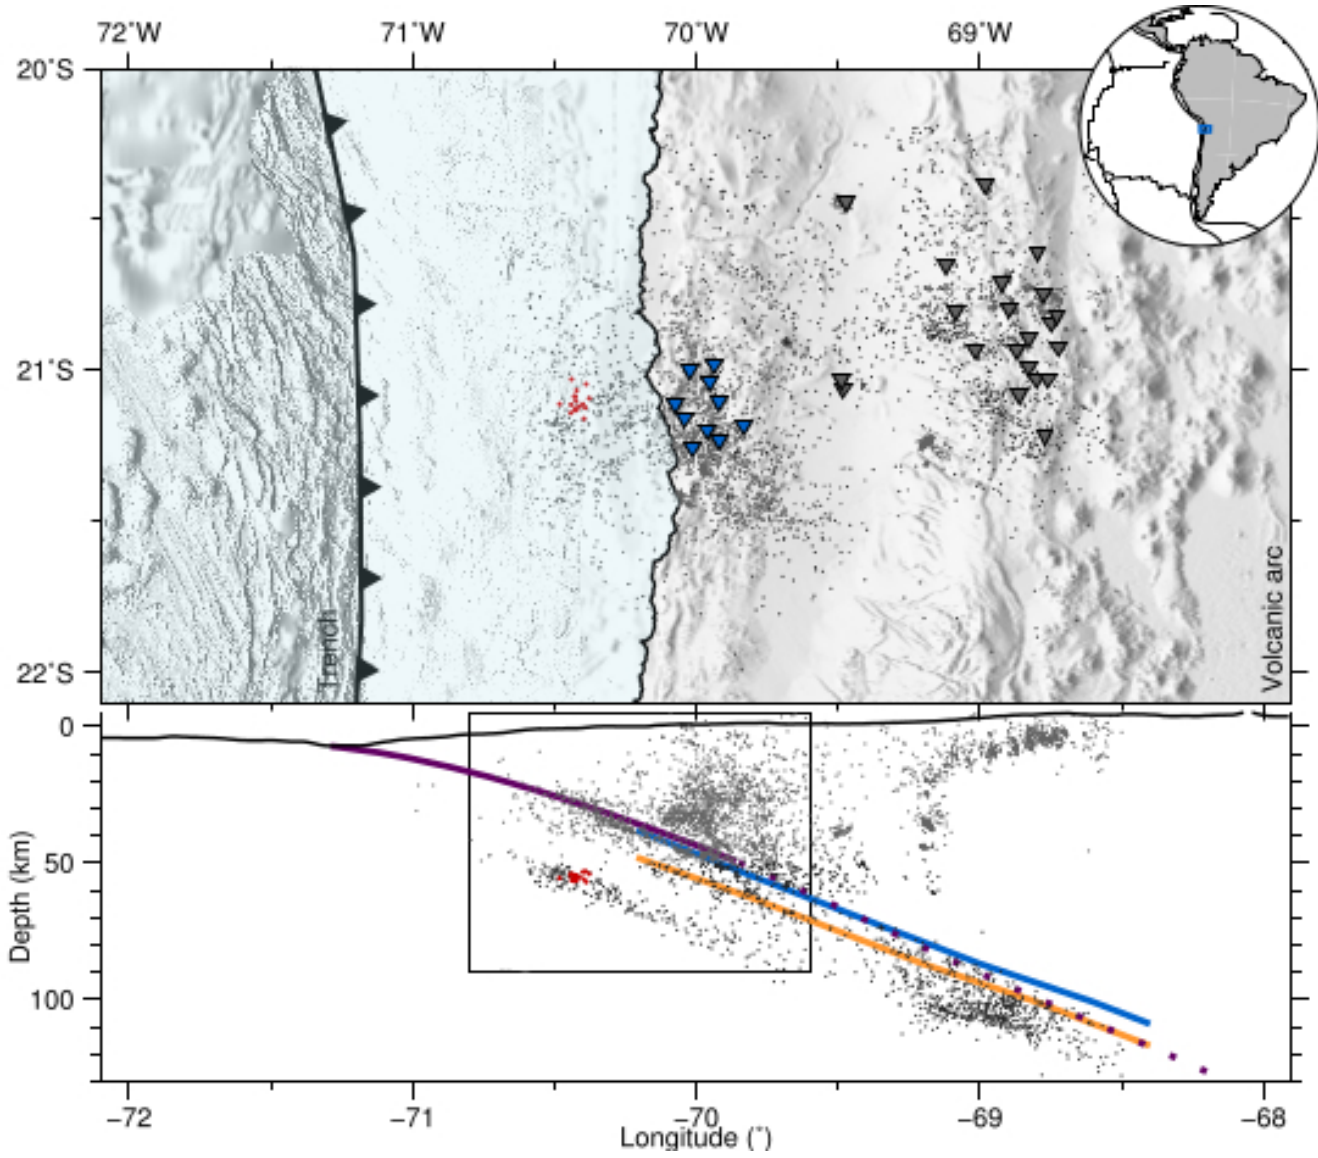 72°W 71°W 70°W 69°W
20°S
21°S
22°S
Trench
Volcanic arc
0
50
100
Depth (km)
−72 −71 −70 −69 −68
Longitude (°)